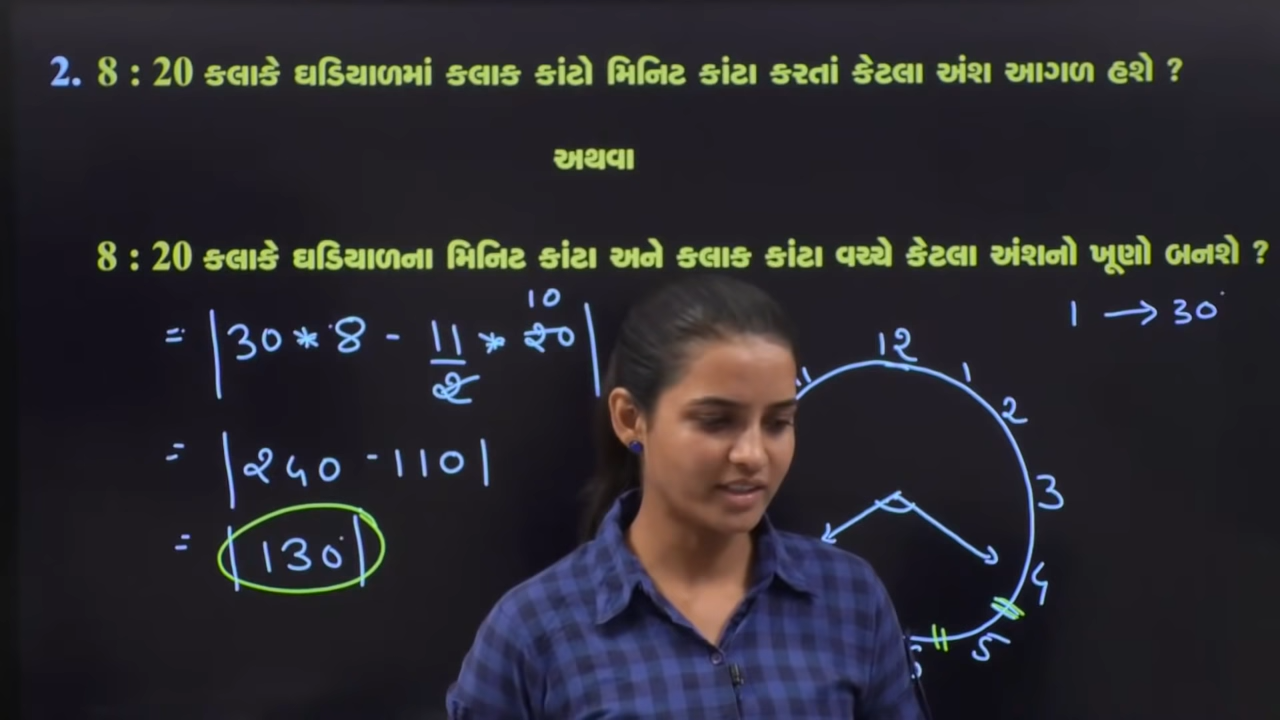 2. 8 : 20 કલાકે ઘડિયાળમાં કલાક કાંટો મિનિટ કાંટા કરતાં કેટલા અંશ આગળ હશે ?
અથવા
8 : 20 કલાકે ઘડિયાળના મિનિટ કાંટા અને કલાક કાંટા વચ્ચે કેટલા અંશનો ખૂણો બનશે ?
= |30 * 8 - 11/2 * 20|
10
= |240 - 110|
= |130°|
1 → 30°
12
1
2
3
4
5